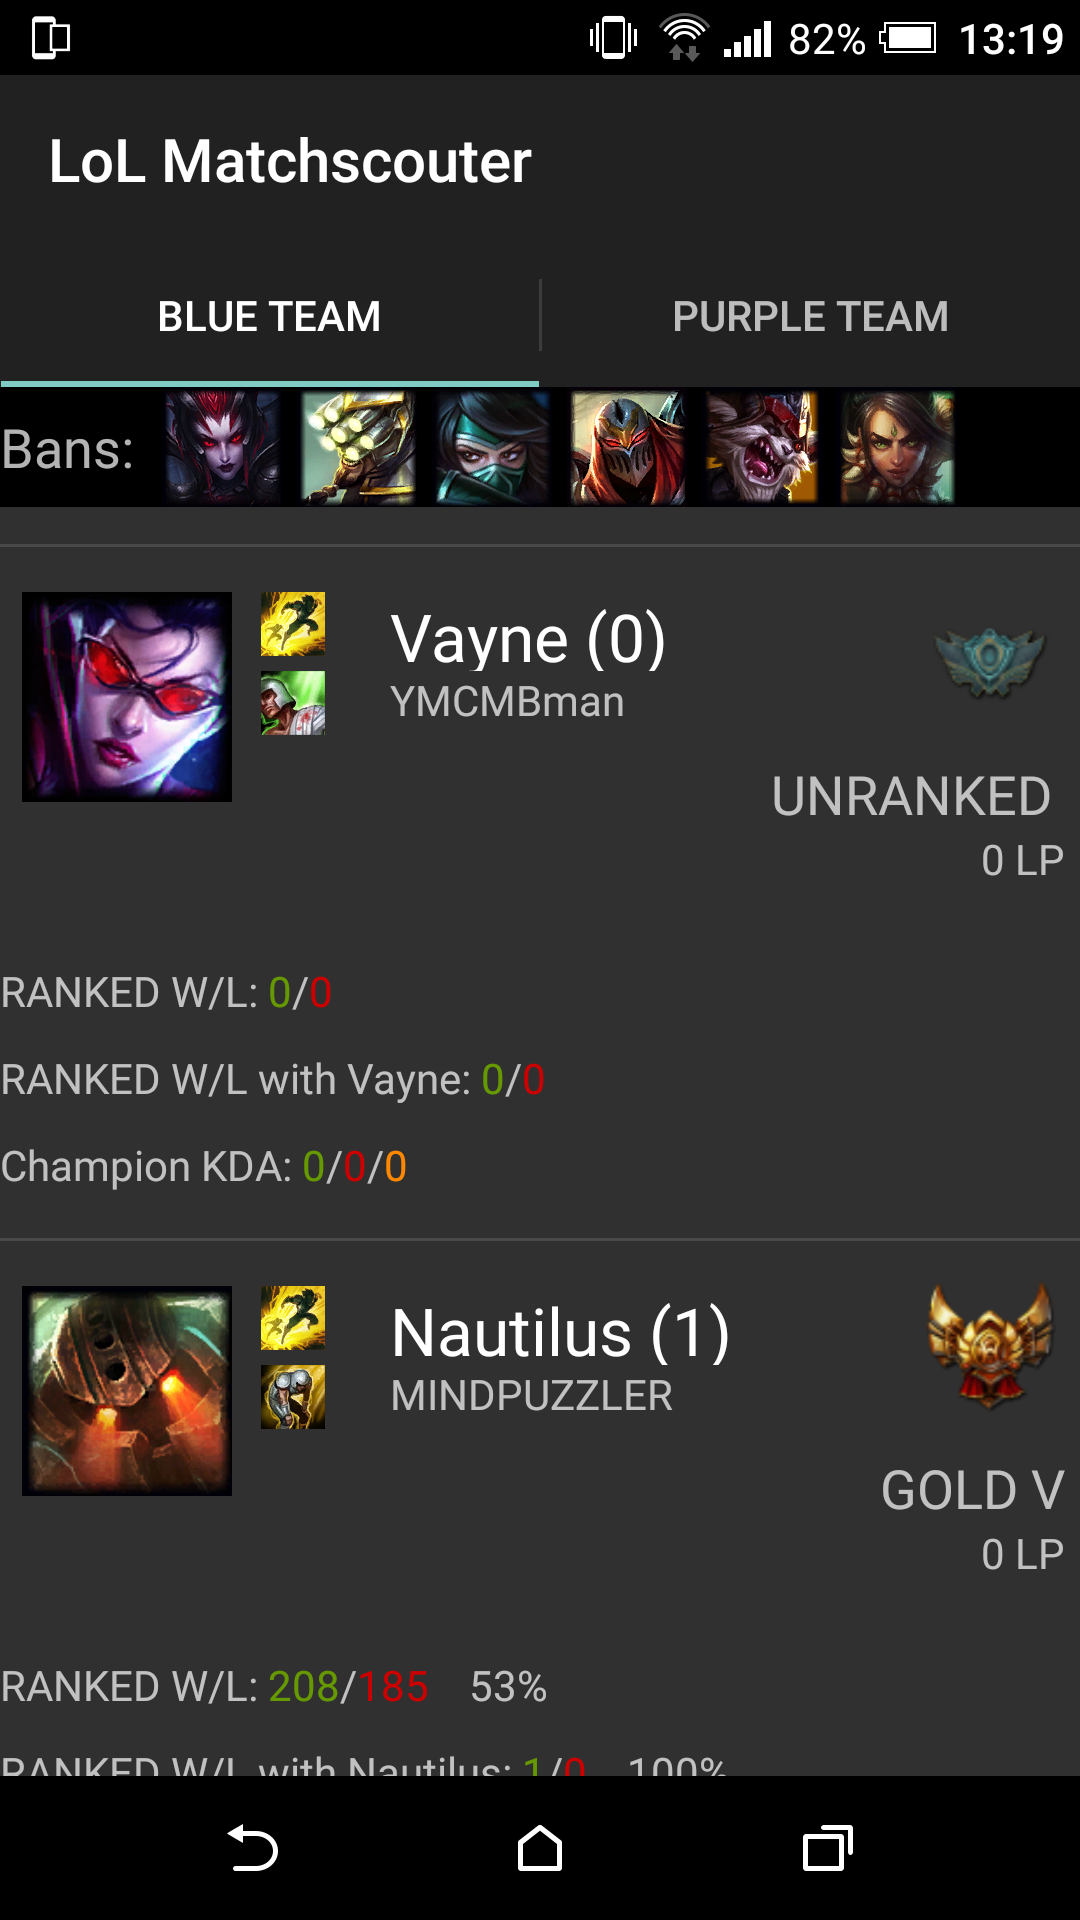 82% 13:19
LoL Matchscouter
BLUE TEAM PURPLE TEAM
Bans:
Vayne (0)
YMCMBman
UNRANKED
0 LP
RANKED W/L: 0/0
RANKED W/L with Vayne: 0/0
Champion KDA: 0/0/0
Nautilus (1)
MINDPUZZLER
GOLD V
0 LP
RANKED W/L: 208/185 53%
RANKED W/L with Nautilus: 1/0 100%